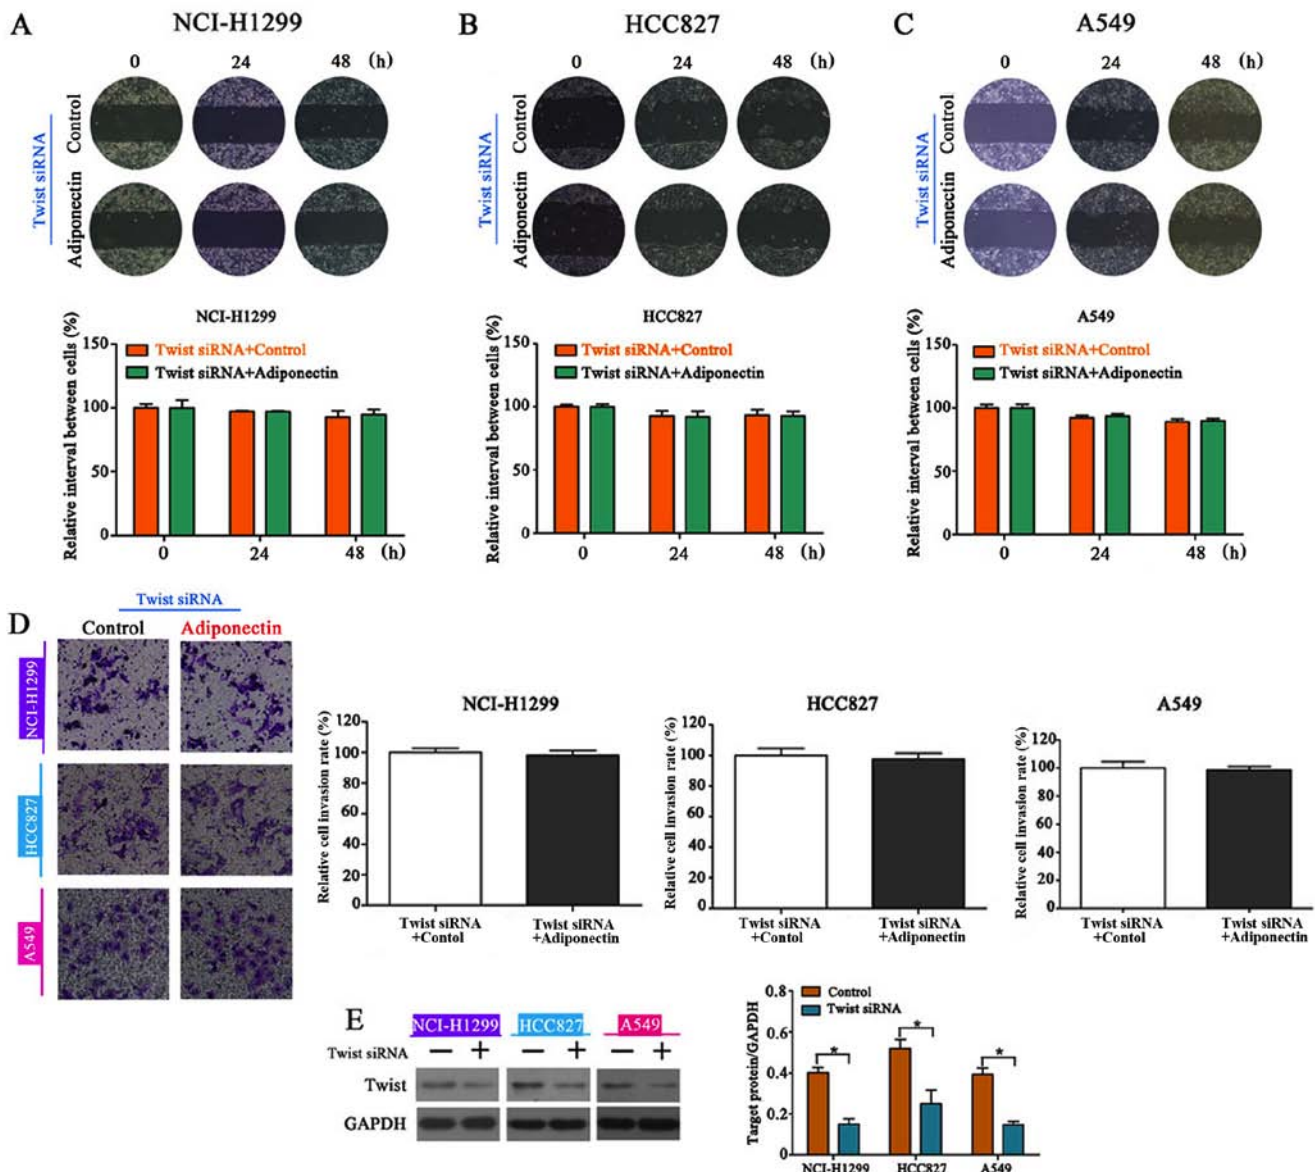 A
NCI-H1299
0 24 48 (h)
Twist siRNA
Control
Adiponectin
NCI-H1299
Relative interval between cells (%)
150
100
50
0
Twist siRNA+Control
Twist siRNA+Adiponectin
0 24 48 (h)
B
HCC827
0 24 48 (h)
Twist siRNA
Control
Adiponectin
HCC827
Relative interval between cells (%)
150
100
50
0
Twist siRNA+Control
Twist siRNA+Adiponectin
0 24 48 (h)
C
A549
0 24 48 (h)
Twist siRNA
Control
Adiponectin
A549
Relative interval between cells (%)
150
100
50
0
Twist siRNA+Control
Twist siRNA+Adiponectin
0 24 48 (h)
D
Twist siRNA
Control Adiponectin
NCI-H1299
HCC827
A549
NCI-H1299
Relative cell invasion rate (%)
120
100
80
60
40
20
0
Twist siRNA Twist siRNA
+Contol +Adiponectin
HCC827
Relative cell invasion rate (%)
120
100
80
60
40
20
0
Twist siRNA Twist siRNA
+Contol +Adiponectin
A549
Relative cell invasion rate (%)
120
100
80
60
40
20
0
Twist siRNA Twist siRNA
+Contol +Adiponectin
E
NCI-H1299 HCC827 A549
Twist siRNA − + − + − +
Twist
GAPDH
Target protein/GAPDH
0.8
0.6
0.4
0.2
0
Control
Twist siRNA
* * *
NCI-H1299 HCC827 A549